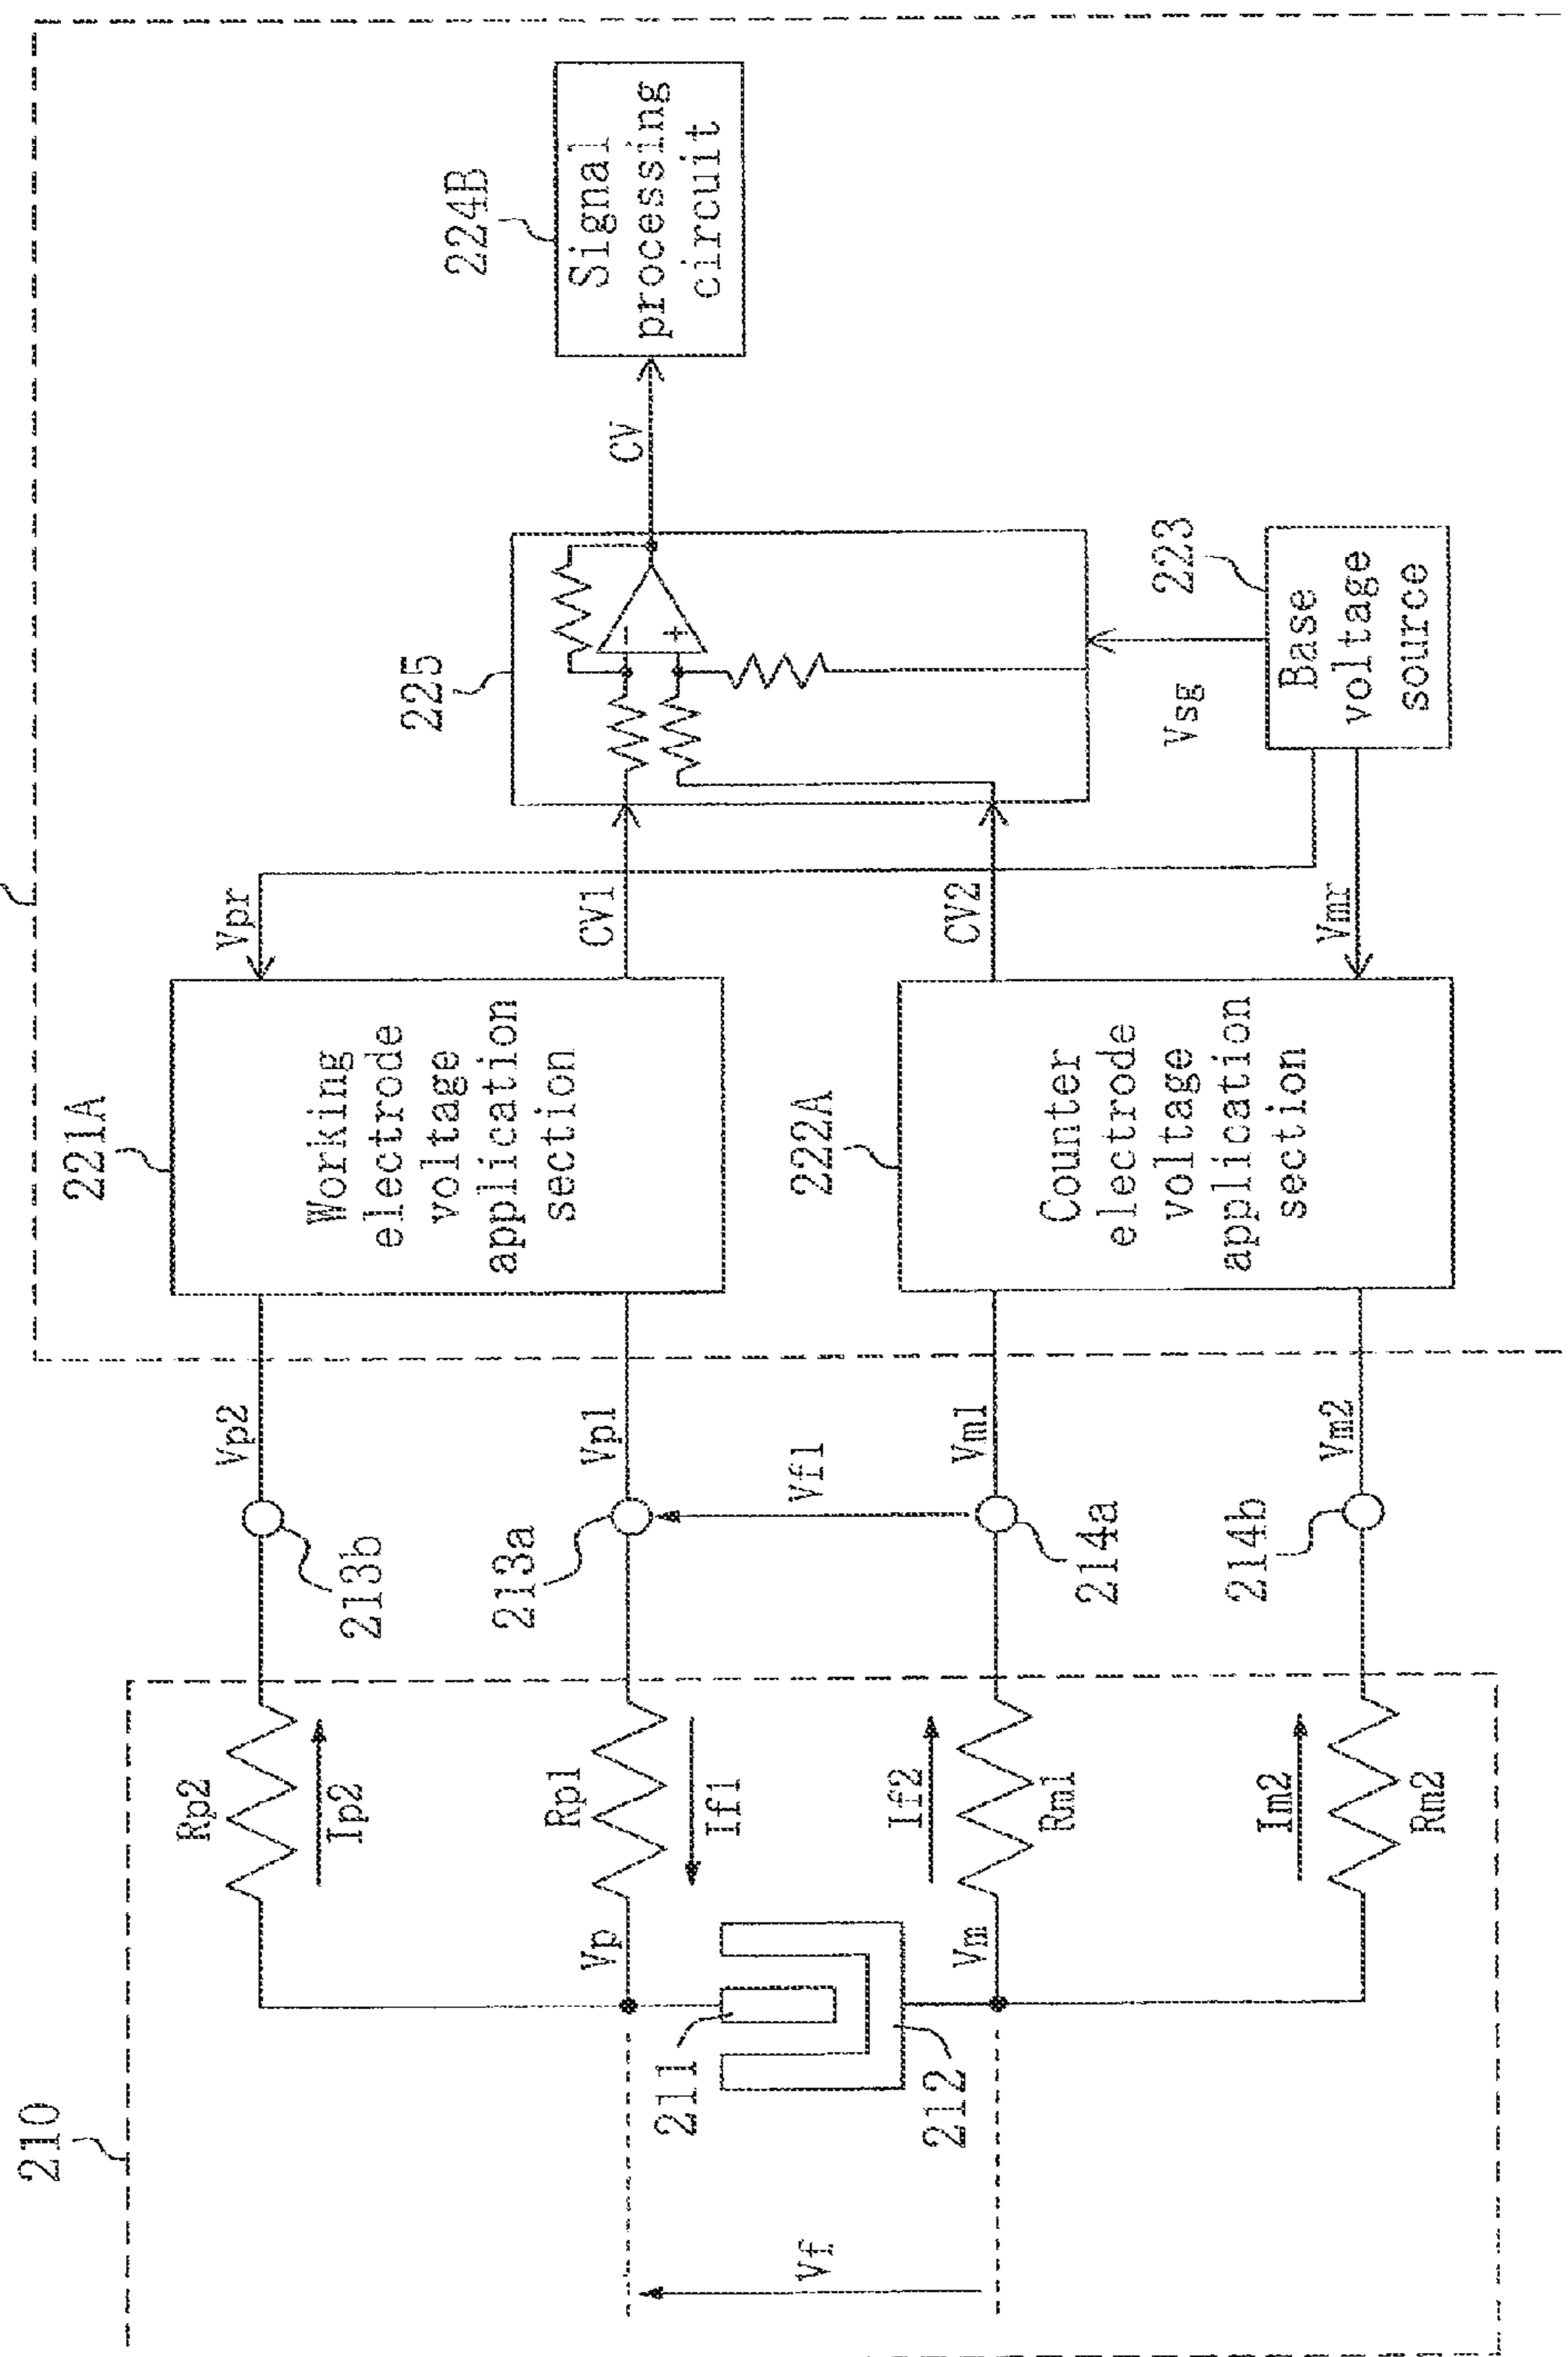 210
Rp2
Ip2
Rp1
If1
If2
Rm1
Im2
Rm2
Vp
Vm
211
212
Vf
213b
213a
214a
214b
Vf1
Vp2
Vp1
Vm1
Vm2
221A
Working
electrode
voltage
application
section
222A
Counter
electrode
voltage
application
section
Vpr
CV1
CV2
Vmr
225
-
+
Vsg
223
Base
voltage
source
CV
224B
Signal
processing
circuit